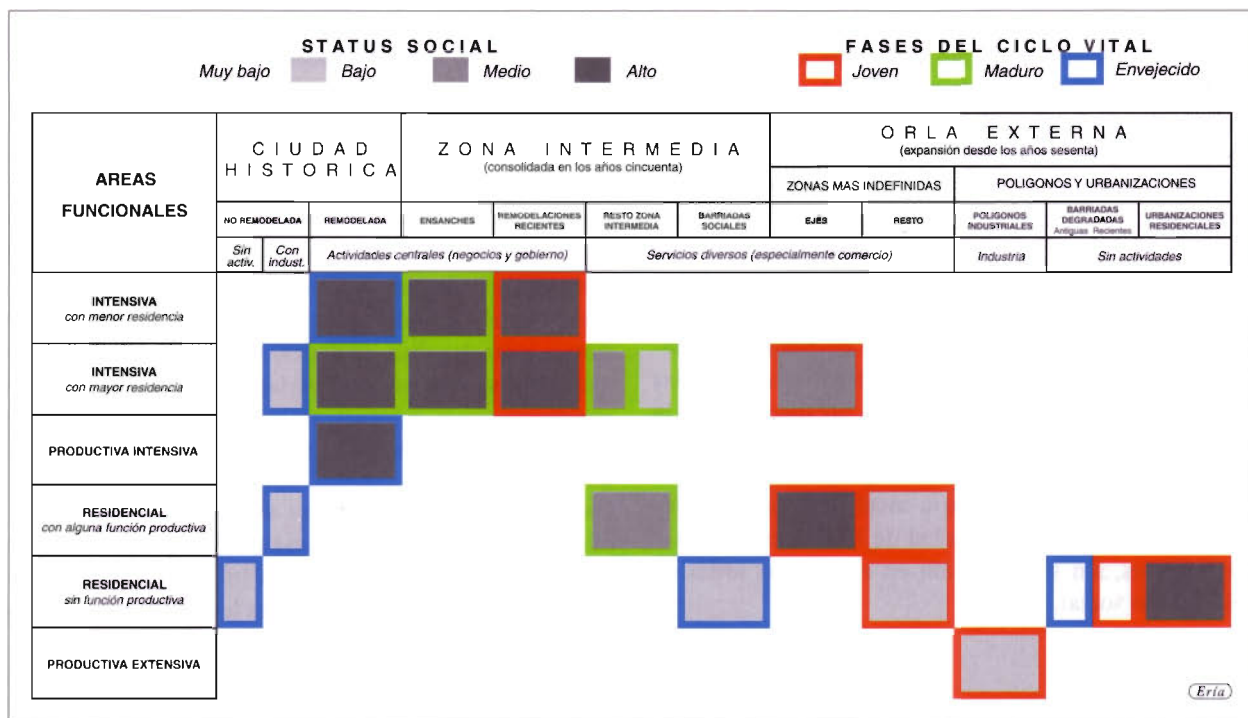 STATUS SOCIAL
Muy bajo Bajo Medio Alto
FASES DEL CICLO VITAL
Joven Maduro Envejecido
AREAS
FUNCIONALES
CIUDAD
HISTORICA
ZONA INTERMEDIA
(consolidada en los años cincuenta)
ORLA EXTERNA
(expansión desde los años sesenta)
ZONAS MAS INDEFINIDAS
POLIGONOS Y URBANIZACIONES
NO REMODELADA
REMODELADA
ENSANCHES
REMODELACIONES
RECIENTES
RESTO ZONA
INTERMEDIA
BARRIADAS
SOCIALES
EJES
RESTO
POLIGONOS
INDUSTRIALES
BARRIADAS
DEGRADADAS
Antiguas Recientes
URBANIZACIONES
RESIDENCIALES
Sin
activ.
Con
indust.
Actividades centrales (negocios y gobierno)
Servicios diversos (especialmente comercio)
Industria
Sin actividades
INTENSIVA
con menor residencia
INTENSIVA
con mayor residencia
PRODUCTIVA INTENSIVA
RESIDENCIAL
con alguna función productiva
RESIDENCIAL
sin función productiva
PRODUCTIVA EXTENSIVA
Ería